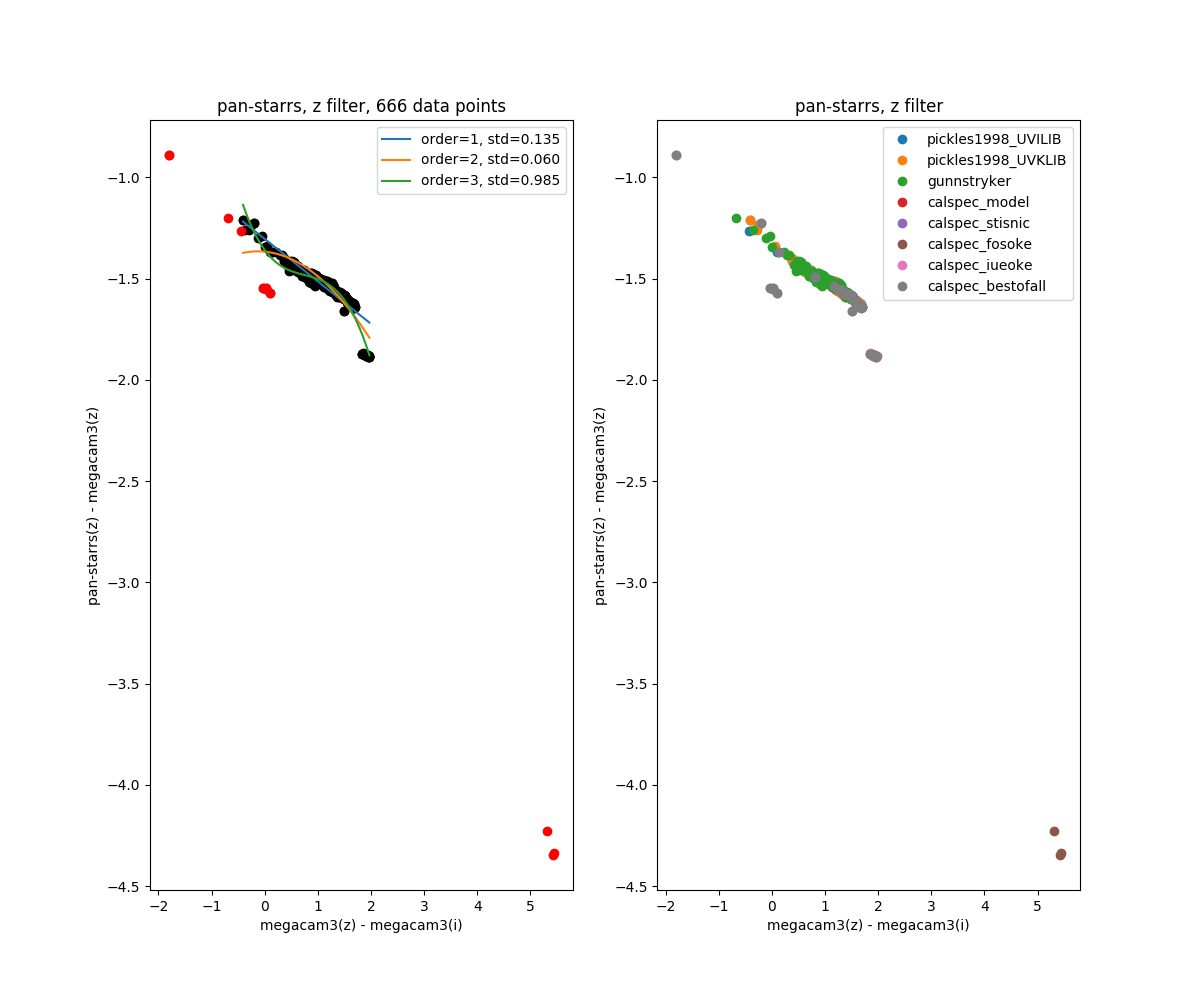 pan-starrs, z filter, 666 data points
order=1, std=0.135
order=2, std=0.060
order=3, std=0.985
−1.0
−1.5
−2.0
−2.5
−3.0
−3.5
−4.0
−4.5
pan-starrs(z) - megacam3(z)
−2 −1 0 1 2 3 4 5
megacam3(z) - megacam3(i)
pan-starrs, z filter
pickles1998_UVILIB
pickles1998_UVKLIB
gunnstryker
calspec_model
calspec_stisnic
calspec_fosoke
calspec_iueoke
calspec_bestofall
−1.0
−1.5
−2.0
−2.5
−3.0
−3.5
−4.0
−4.5
pan-starrs(z) - megacam3(z)
−2 −1 0 1 2 3 4 5
megacam3(z) - megacam3(i)